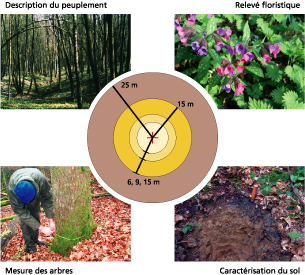 Description du peuplement
Relevé floristique
25 m
15 m
6, 9, 15 m
Mesure des arbres
Caractérisation du sol